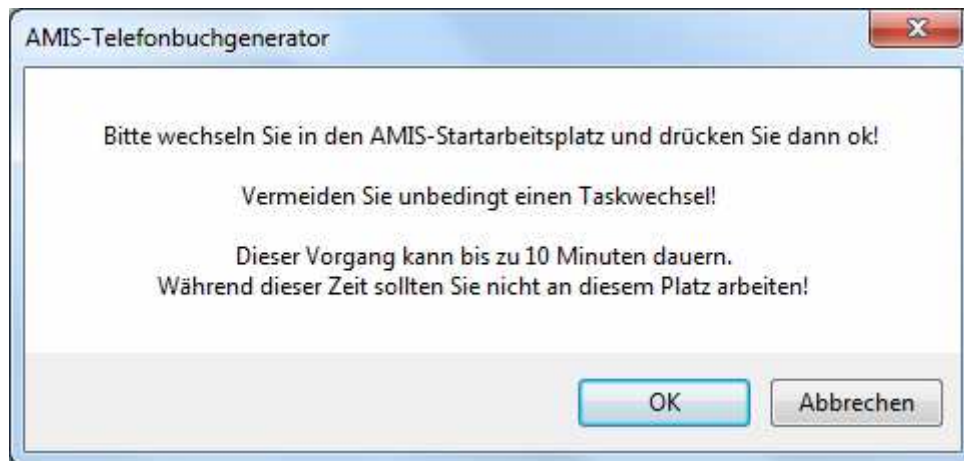 AMIS-Telefonbuchgenerator
Bitte wechseln Sie in den AMIS-Startarbeitsplatz und drücken Sie dann ok!
Vermeiden Sie unbedingt einen Taskwechsel!
Dieser Vorgang kann bis zu 10 Minuten dauern.
Während dieser Zeit sollten Sie nicht an diesem Platz arbeiten!
OK
Abbrechen